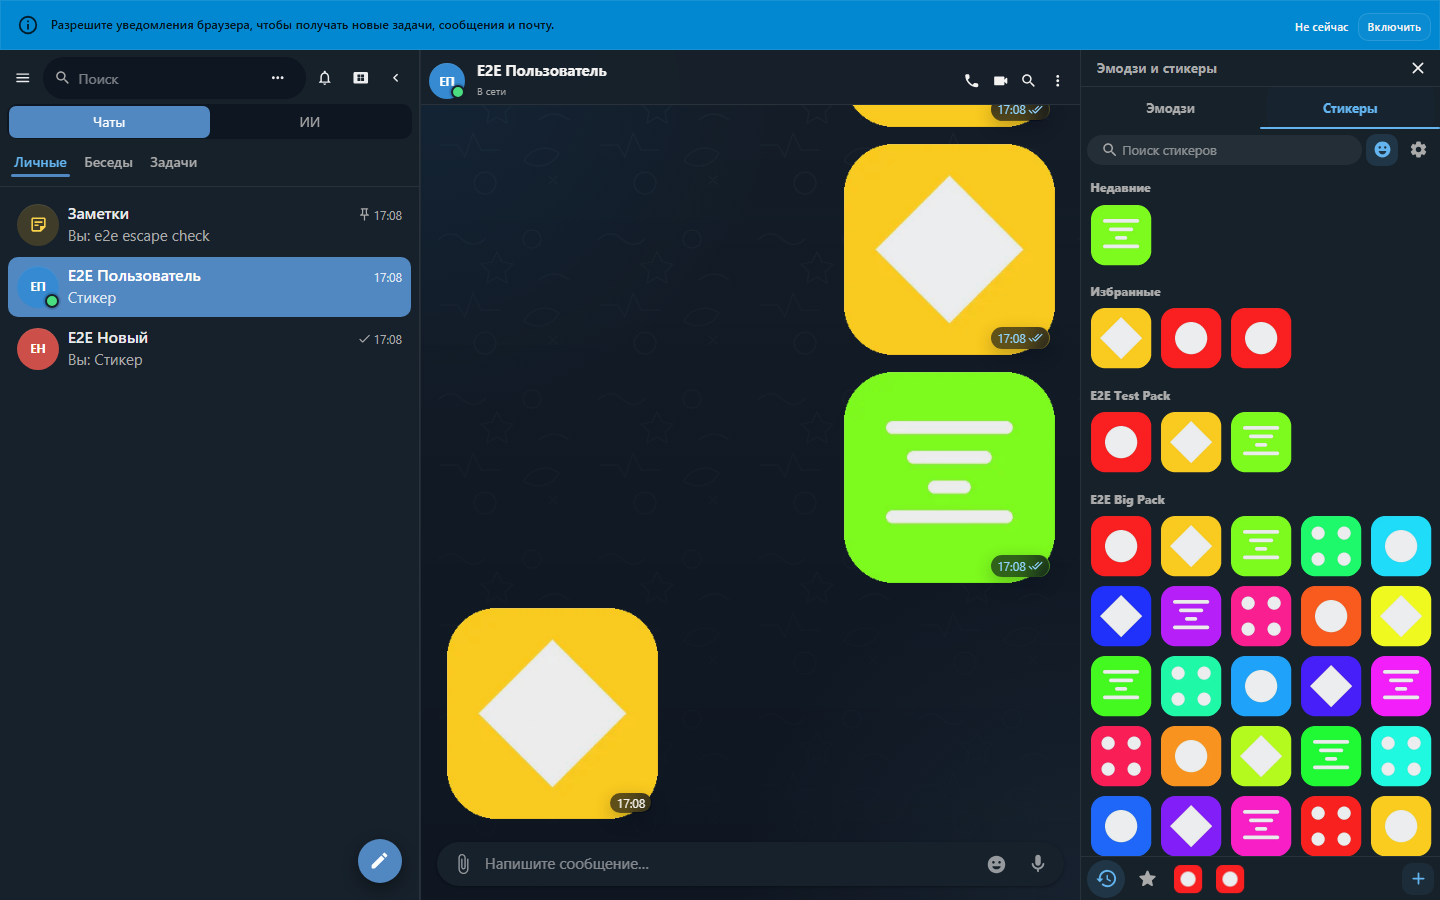 Разрешите уведомления браузера, чтобы получать новые задачи, сообщения и почту.
Не сейчас
Включить
Поиск
Чаты
ИИ
Личные
Беседы
Задачи
Заметки
17:08
Вы: e2e escape check
ЕП
E2E Пользователь
17:08
Стикер
ЕН
E2E Новый
17:08
Вы: Стикер
ЕП
E2E Пользователь
В сети
17:08
17:08
17:08
17:08
Напишите сообщение...
Эмодзи и стикеры
Эмодзи
Стикеры
Поиск стикеров
Недавние
Избранные
E2E Test Pack
E2E Big Pack